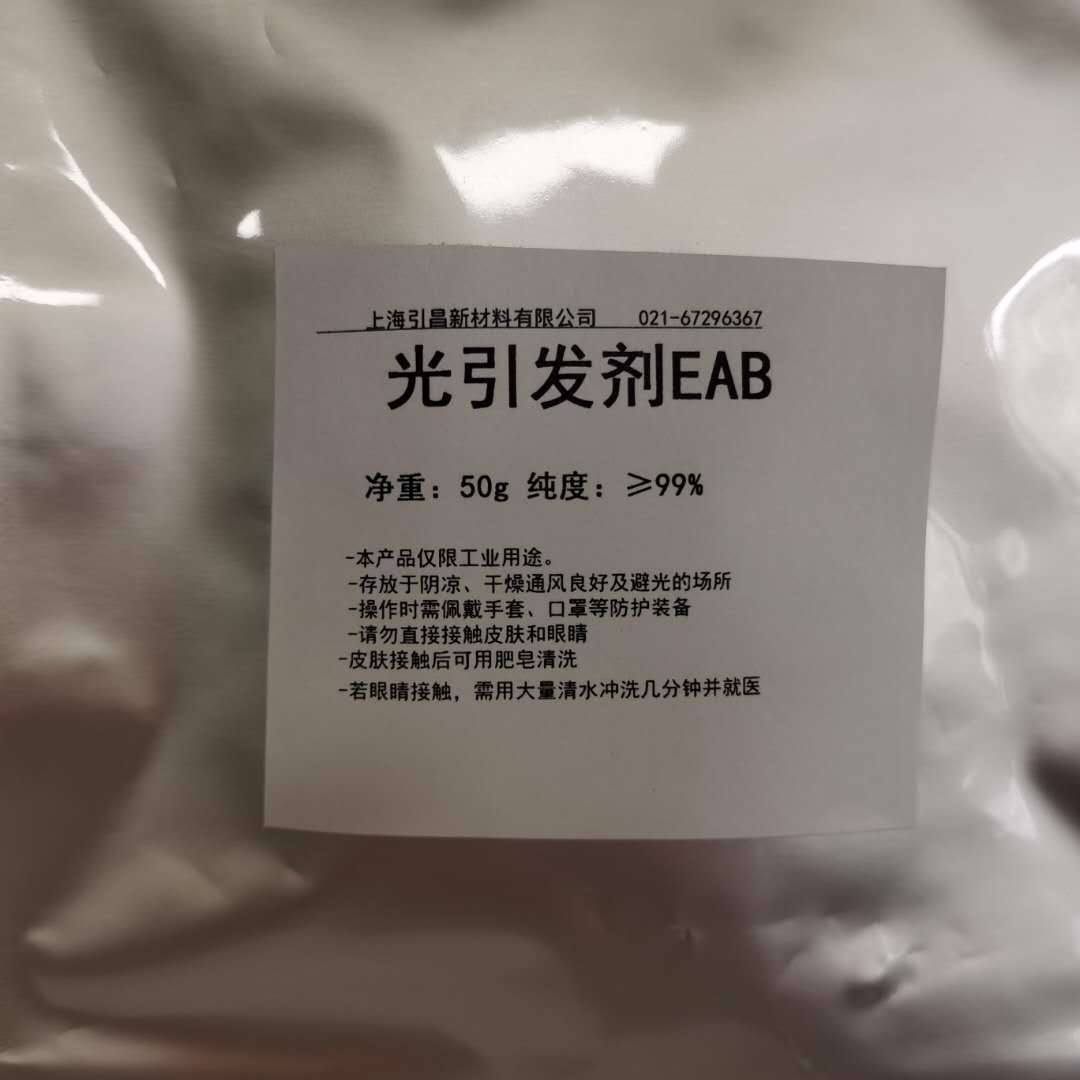 上海引昌新材料有限公司 021-67296367
光引发剂EAB
净重：50g 纯度：≥99%
-本产品仅限工业用途。
-存放于阴凉、干燥通风良好及避光的场所
-操作时需佩戴手套、口罩等防护装备
-请勿直接接触皮肤和眼睛
-皮肤接触后可用肥皂清洗
-若眼睛接触，需用大量清水冲洗几分钟并就医